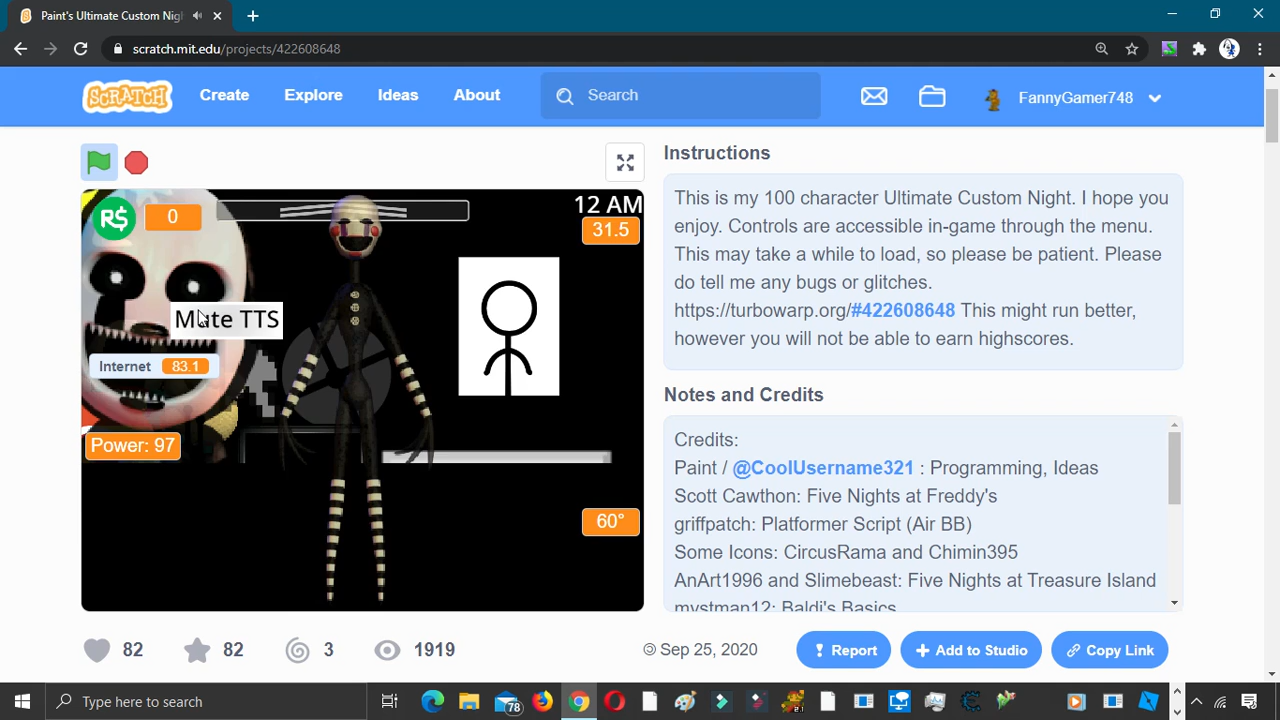 Paint's Ultimate Custom Nig
scratch.mit.edu/projects/422608648
SCRATCH
Create
Explore
Ideas
About
Search
FannyGamer748
R$
0
12 AM
31.5
Mute TTS
Internet 83.1
Power: 97
60°
Instructions
This is my 100 character Ultimate Custom Night. I hope you
enjoy. Controls are accessible in-game through the menu.
This may take a while to load, so please be patient. Please
do tell me any bugs or glitches.
https://turbowarp.org/#422608648 This might run better,
however you will not be able to earn highscores.
Notes and Credits
Credits:
Paint / @CoolUsername321 : Programming, Ideas
Scott Cawthon: Five Nights at Freddy's
griffpatch: Platformer Script (Air BB)
Some Icons: CircusRama and Chimin395
AnArt1996 and Slimebeast: Five Nights at Treasure Island
mystman12: Baldi's Basics
82
82
3
1919
© Sep 25, 2020
Report
Add to Studio
Copy Link
Type here to search
78
2.1